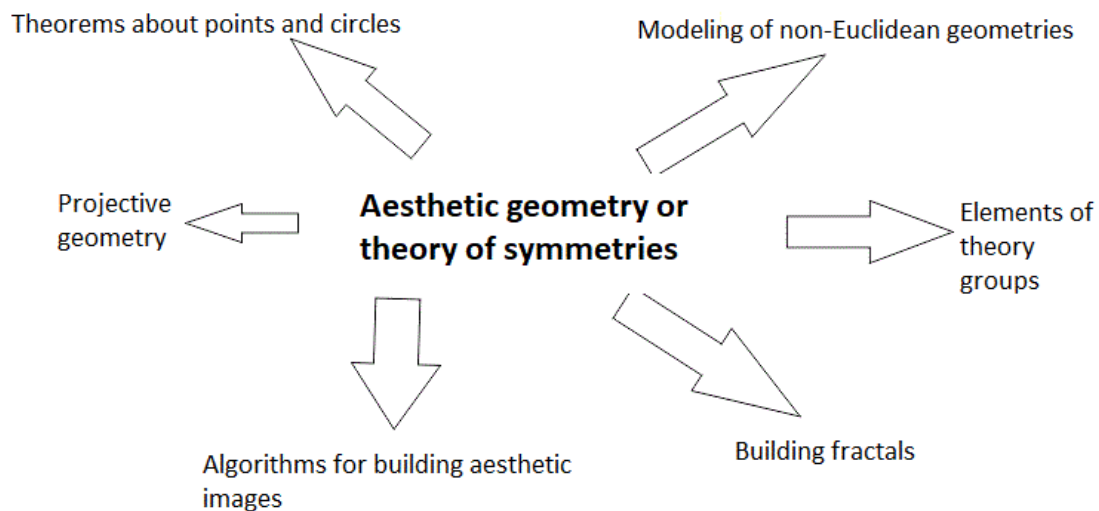 Theorems about points and circles
Modeling of non-Euclidean geometries
Projective
geometry
Aesthetic geometry or
theory of symmetries
Elements of
theory
groups
Algorithms for building aesthetic
images
Building fractals